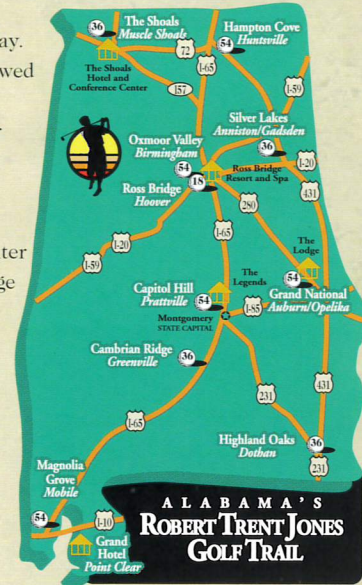 ay.
wed
.
ter
ge
36
The Shoals
Muscle Shoals
The Shoals
Hotel and
Conference Center
72
I-65
157
Hampton Cove
54
Huntsville
I-59
Silver Lakes
Anniston/Gadsden
36
I-20
431
Oxmoor Valley
Birmingham
54
18
Ross Bridge
Resort and Spa
Ross Bridge
Hoover
280
I-65
I-20
I-59
The
Lodge
54
Grand National
Auburn/Opelika
The
Legends
I-85
Capitol Hill
54
Prattville
Montgomery
STATE CAPITAL
Cambrian Ridge
36
Greenville
231
431
I-65
Highland Oaks
36
Dothan
231
Magnolia
Grove
Mobile
54
I-10
Grand
Hotel
Point Clear
ALABAMA'S
ROBERT TRENT JONES
GOLF TRAIL